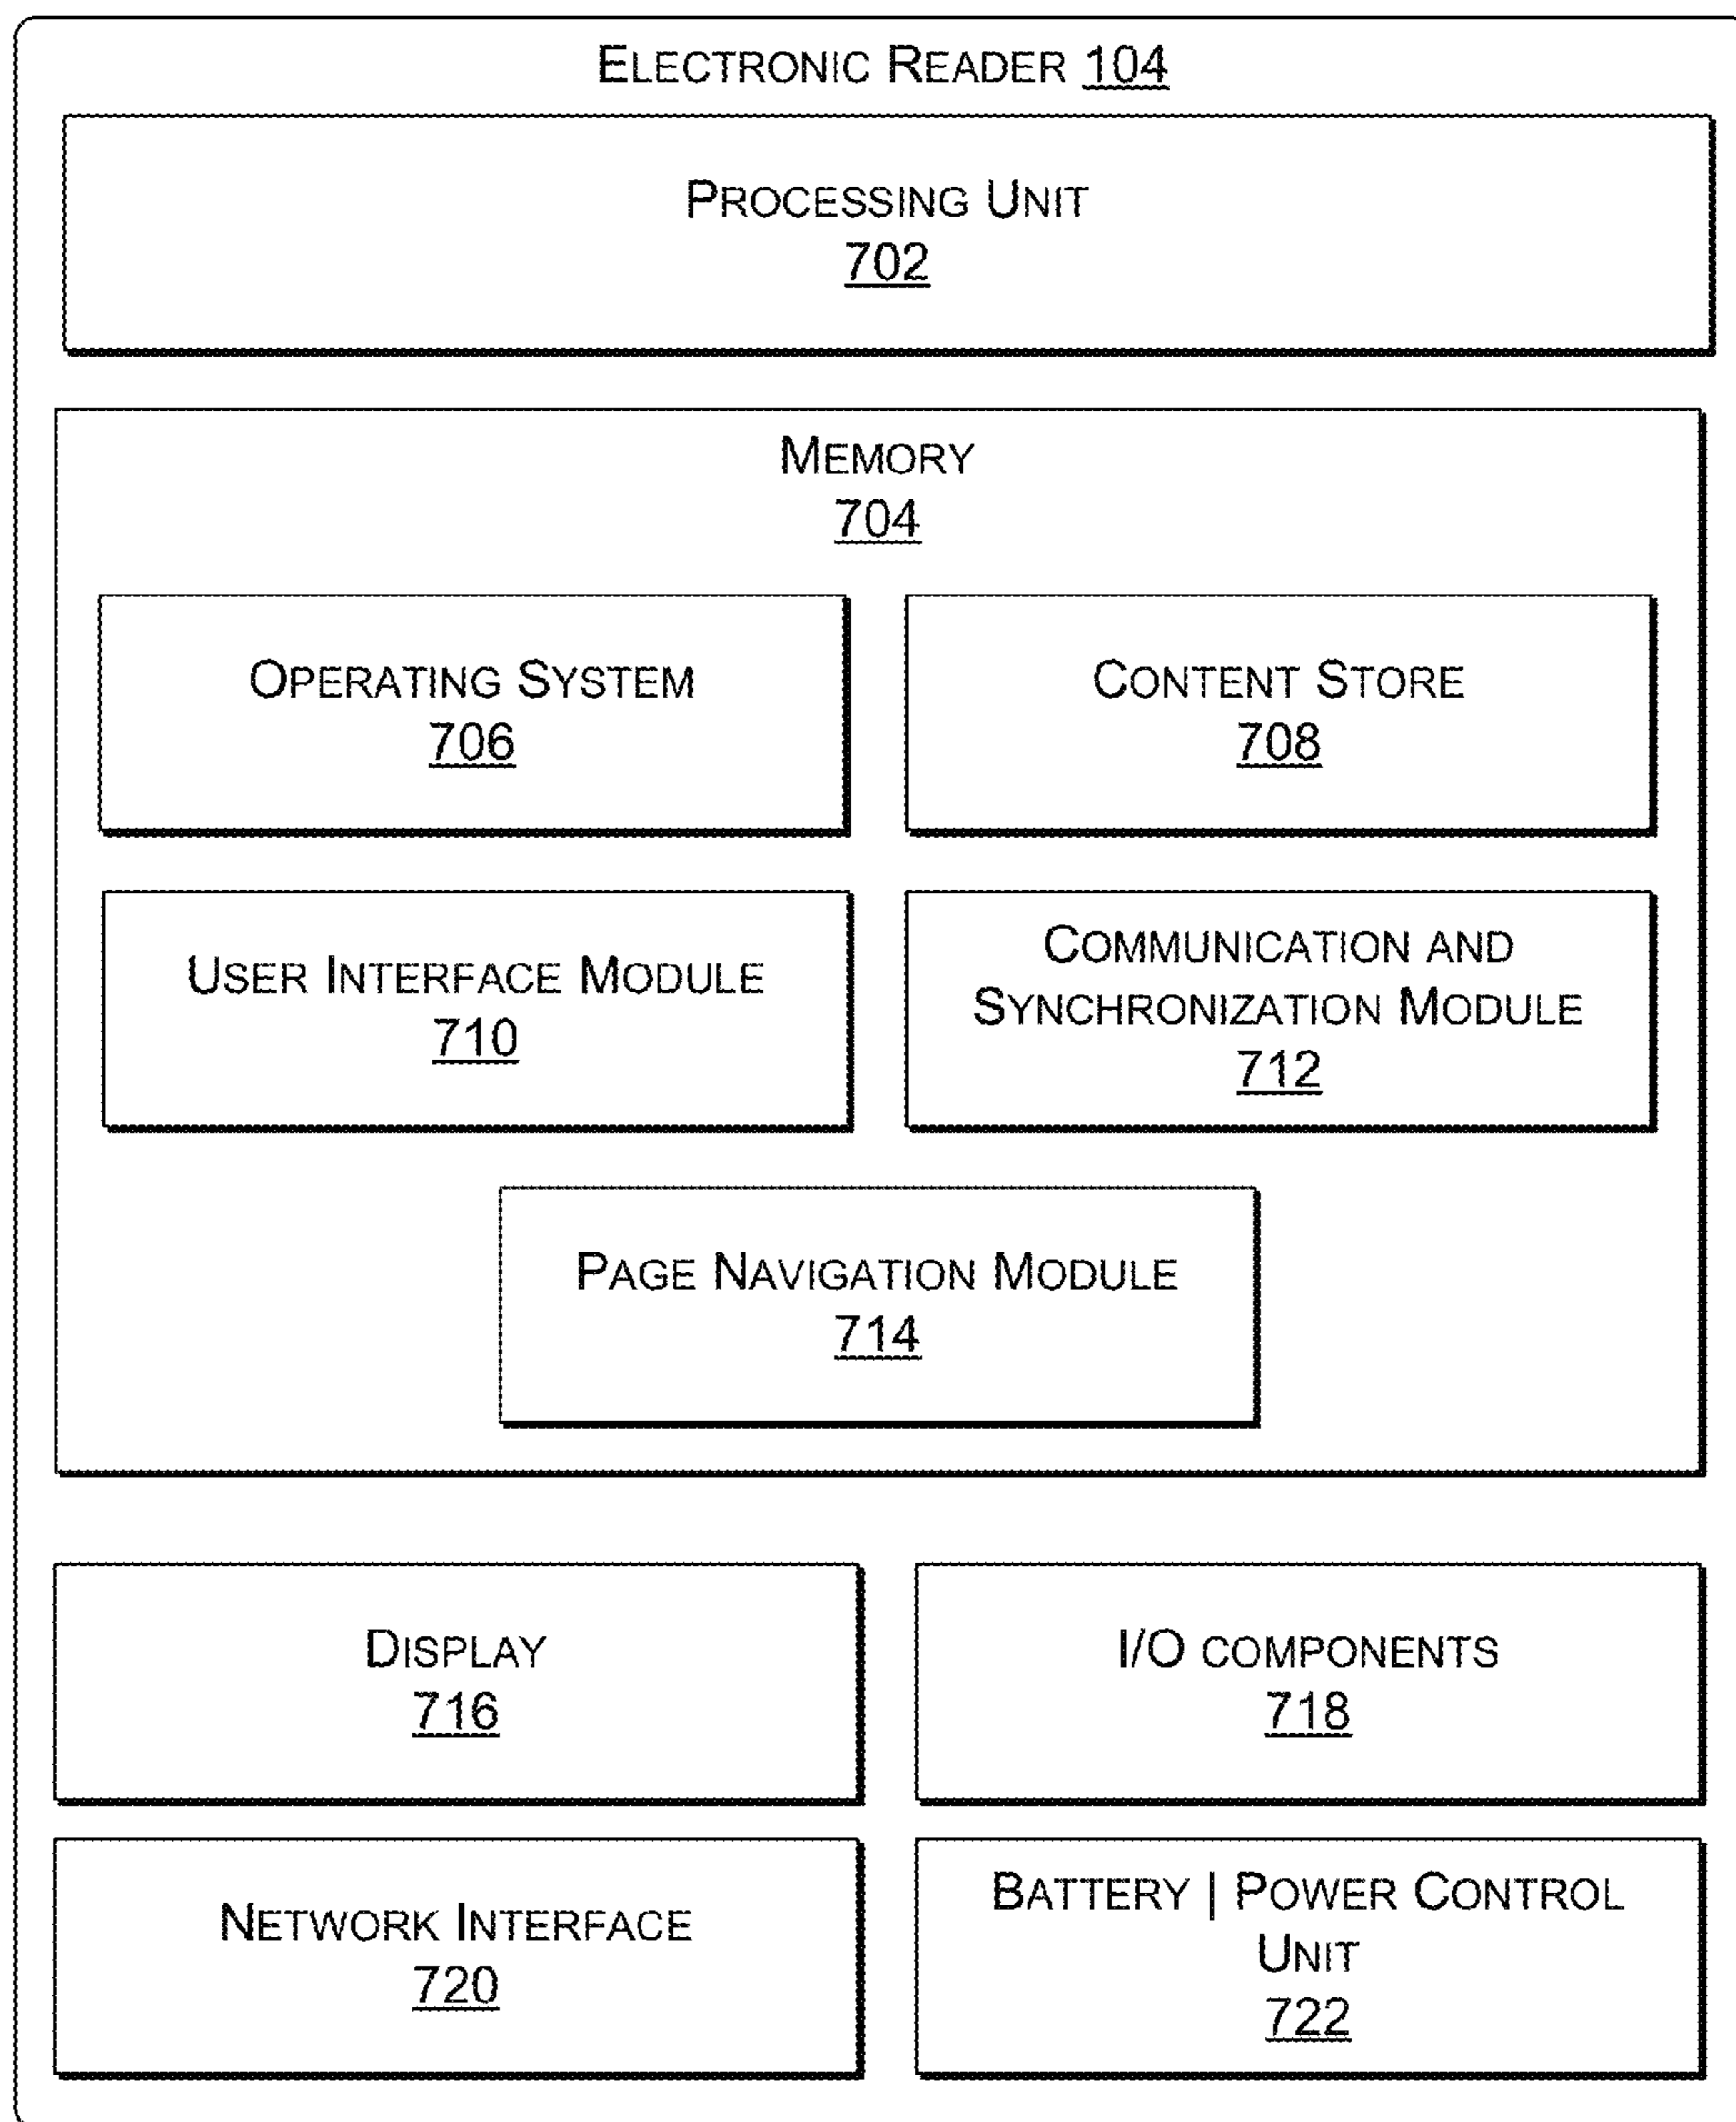 ELECTRONIC READER 104
PROCESSING UNIT
702
MEMORY
704
OPERATING SYSTEM
706
CONTENT STORE
708
USER INTERFACE MODULE
710
COMMUNICATION AND
SYNCHRONIZATION MODULE
712
PAGE NAVIGATION MODULE
714
DISPLAY
716
I/O COMPONENTS
718
NETWORK INTERFACE
720
BATTERY | POWER CONTROL
UNIT
722